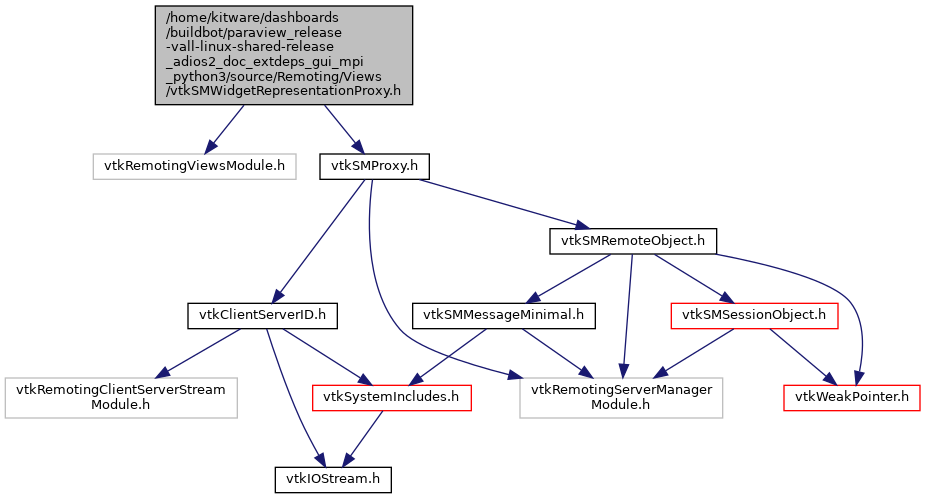 /home/kitware/dashboards
/buildbot/paraview_release
-vall-linux-shared-release
_adios2_doc_extdeps_gui_mpi
_python3/source/Remoting/Views
/vtkSMWidgetRepresentationProxy.h
vtkRemotingViewsModule.h
vtkSMProxy.h
vtkSMRemoteObject.h
vtkClientServerID.h
vtkSMMessageMinimal.h
vtkSMSessionObject.h
vtkRemotingClientServerStream
Module.h
vtkSystemIncludes.h
vtkRemotingServerManager
Module.h
vtkWeakPointer.h
vtkIOStream.h